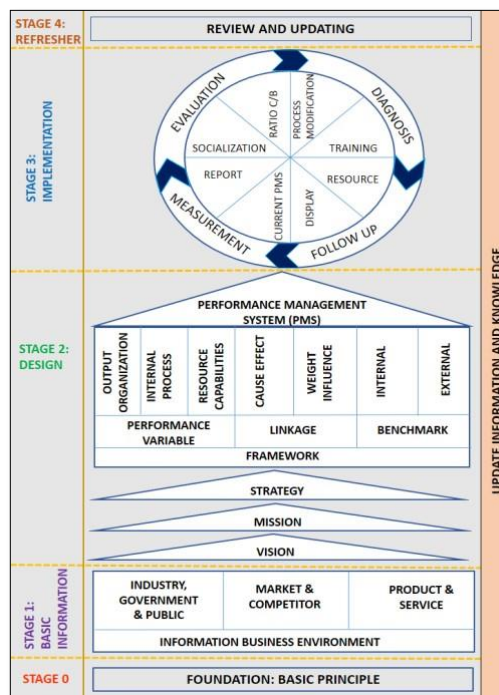 STAGE 4:
REFRESHER
REVIEW AND UPDATING
STAGE 3:
IMPLEMENTATION
EVALUATION
DIAGNOSIS
RATIO C/B
PROCESS
MODIFICATION
SOCIALIZATION
TRAINING
REPORT
RESOURCE
CURRENT PMS
DISPLAY
MEASUREMENT
FOLLOW UP
STAGE 2:
DESIGN
PERFORMANCE MANAGEMENT
SYSTEM (PMS)
OUTPUT
ORGANIZATION
INTERNAL
PROCESS
RESOURCE
CAPABILITIES
CAUSE EFFECT
WEIGHT
INFLUENCE
INTERNAL
EXTERNAL
PERFORMANCE
VARIABLE
LINKAGE
BENCHMARK
FRAMEWORK
STRATEGY
MISSION
VISION
STAGE 1:
BASIC
INFORMATION
INDUSTRY,
GOVERNMENT
& PUBLIC
MARKET &
COMPETITOR
PRODUCT &
SERVICE
INFORMATION BUSINESS ENVIRONMENT
STAGE 0
FOUNDATION: BASIC PRINCIPLE
UPDATE INFORMATION AND KNOWLEDGE